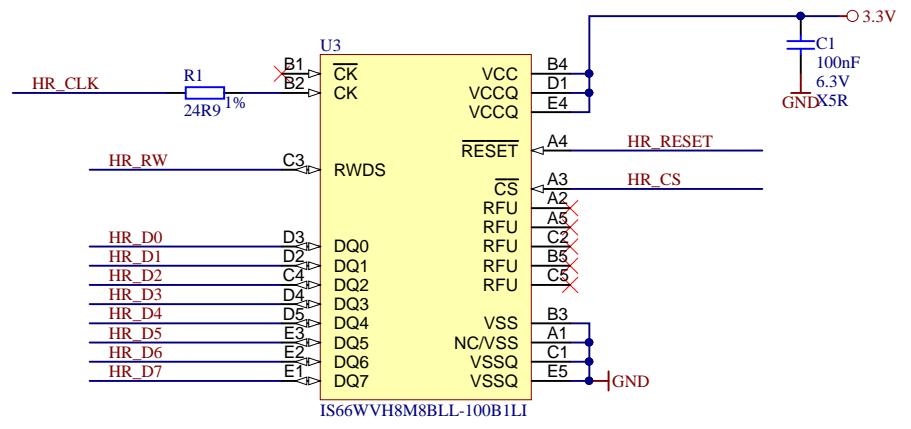 3.3V
U3
C1
100nF
6.3V
X5R
GND
HR_CLK
R1
24R9
1%
B1
CK
B2
CK
VCC
B4
VCCQ
D1
VCCQ
E4
RESET
A4
HR_RESET
HR_RW
C3
RWDS
CS
A3
HR_CS
RFU
A2
RFU
A5
RFU
C2
RFU
B5
RFU
C5
HR_D0
D3
DQ0
HR_D1
D2
DQ1
HR_D2
C4
DQ2
HR_D3
D4
DQ3
HR_D4
D5
DQ4
HR_D5
E3
DQ5
HR_D6
E2
DQ6
HR_D7
E1
DQ7
VSS
B3
NC/VSS
A1
VSSQ
C1
VSSQ
E5
GND
IS66WVH8M8BLL-100B1LI